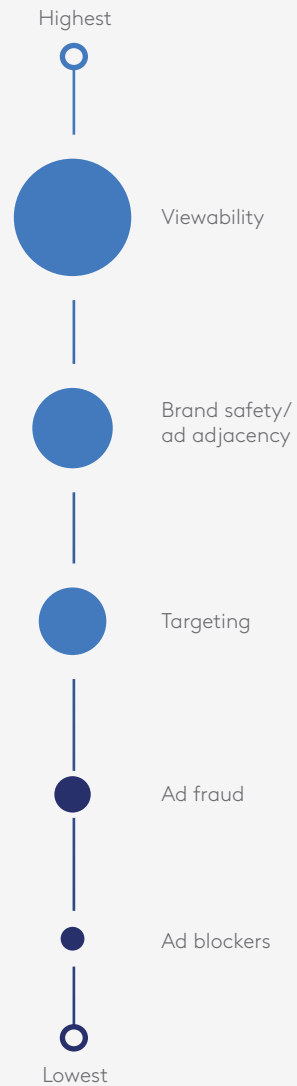 Highest
Viewability
Brand safety/
ad adjacency
Targeting
Ad fraud
Ad blockers
Lowest